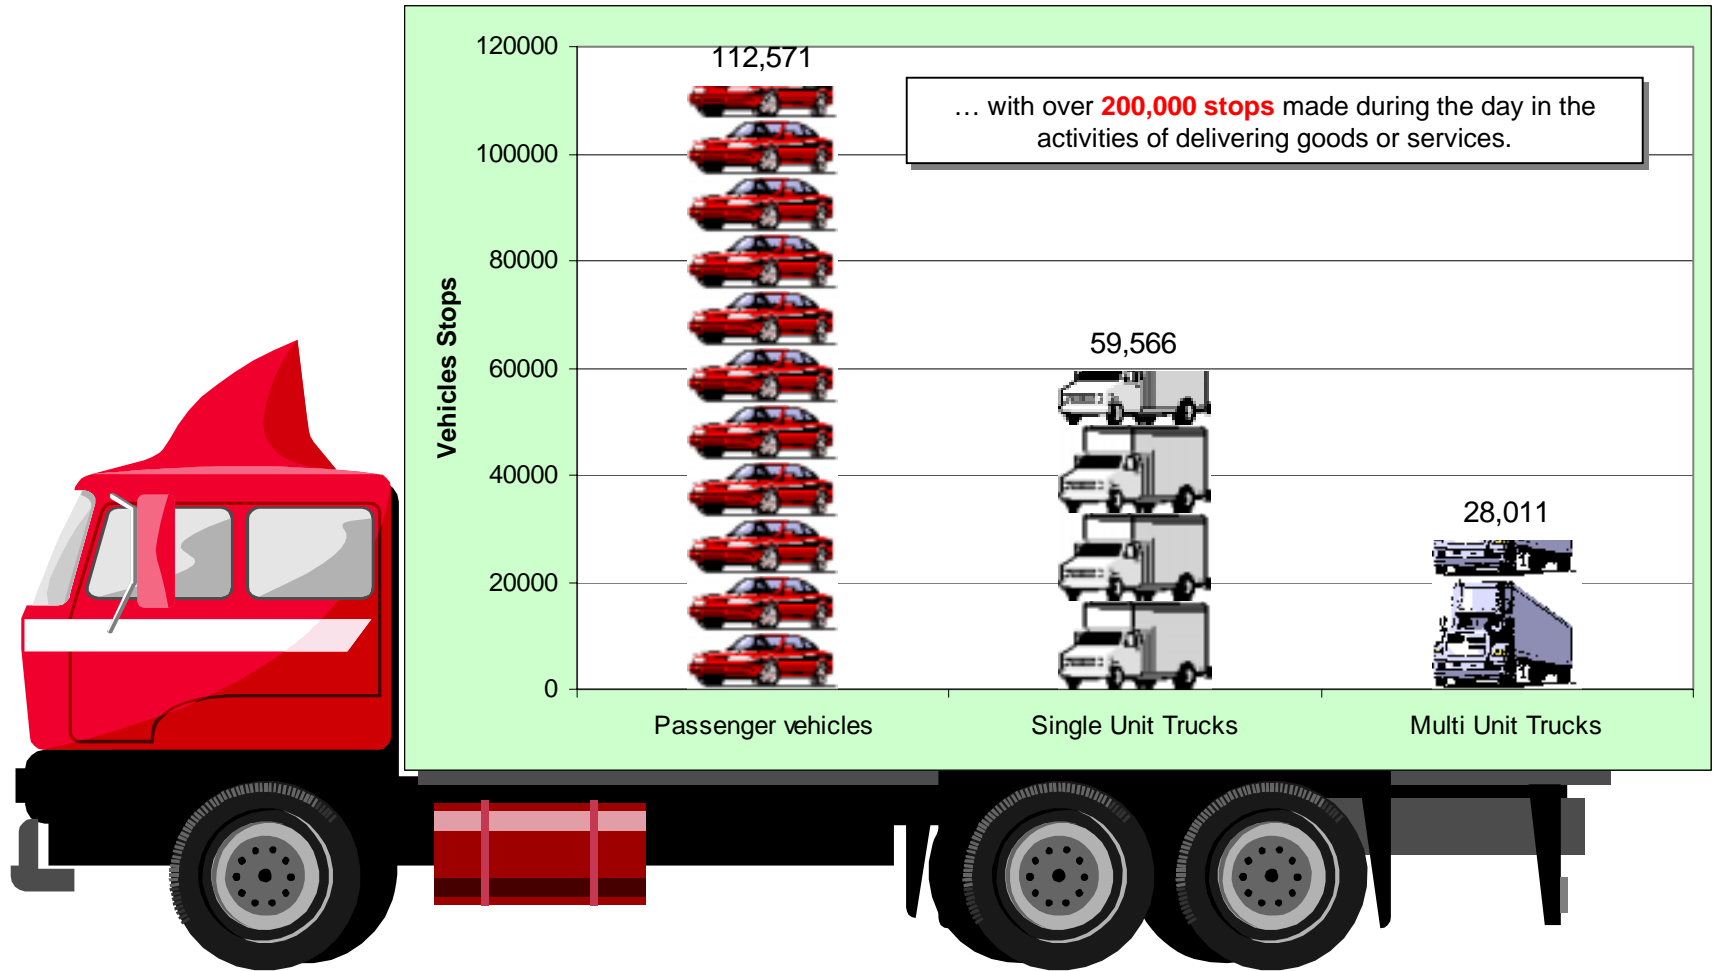 120000
112,571
… with over 200,000 stops made during the day in the
activities of delivering goods or services.
100000
80000
Vehicles Stops
60000
59,566
40000
28,011
20000
0
Passenger vehicles
Single Unit Trucks
Multi Unit Trucks